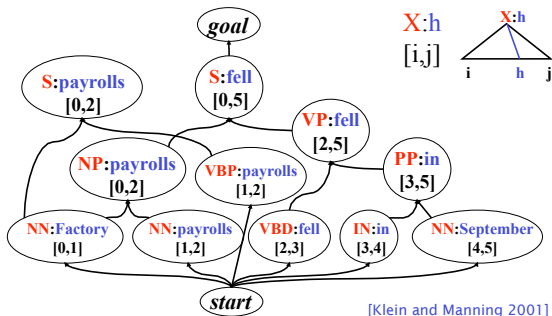 goal
X:h
[i,j]
X:h
i
h
j
S:payrolls
[0,2]
S:fell
[0,5]
VP:fell
[2,5]
NP:payrolls
[0,2]
VBP:payrolls
[1,2]
PP:in
[3,5]
NN:Factory
[0,1]
NN:payrolls
[1,2]
VBD:fell
[2,3]
IN:in
[3,4]
NN:September
[4,5]
start
[Klein and Manning 2001]